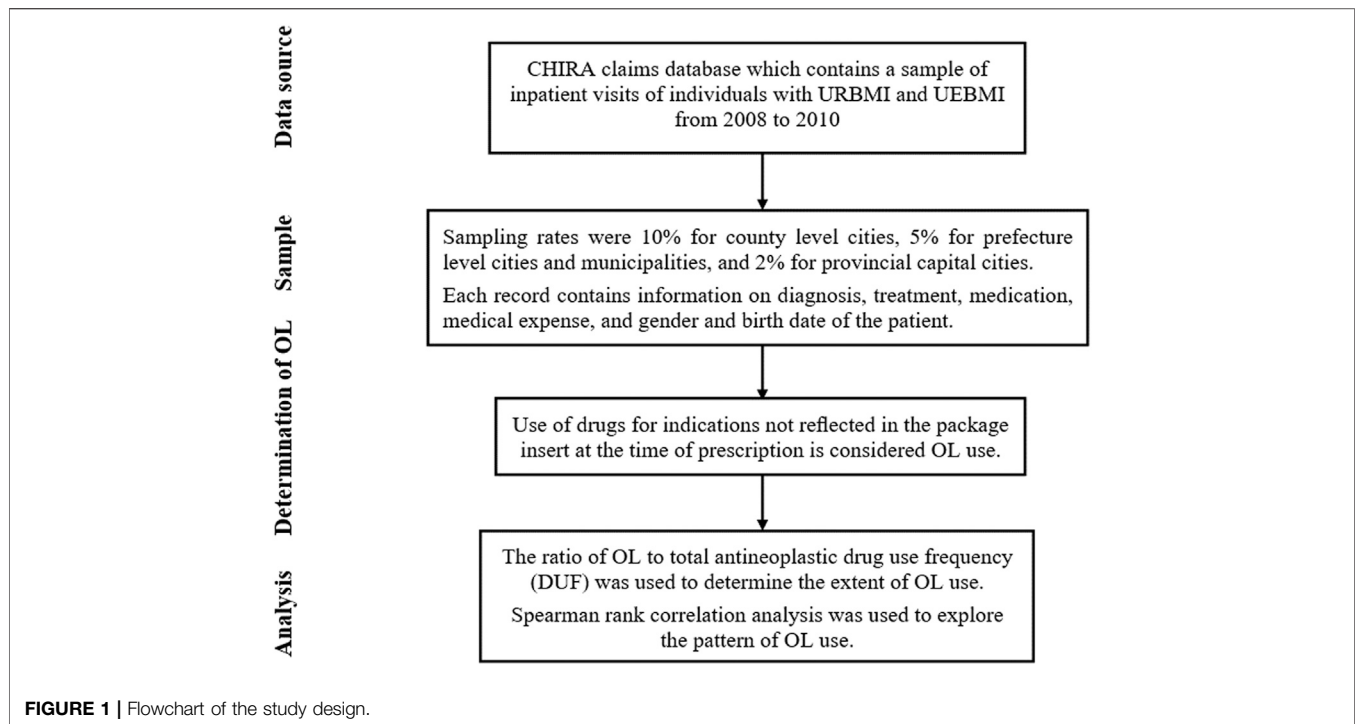 Data source
CHIRA claims database which contains a sample of
inpatient visits of individuals with URBMI and UEBMI
from 2008 to 2010
Sample
Sampling rates were 10% for county level cities, 5% for prefecture
level cities and municipalities, and 2% for provincial capital cities.
Each record contains information on diagnosis, treatment, medication,
medical expense, and gender and birth date of the patient.
Determination of OL
Use of drugs for indications not reflected in the package
insert at the time of prescription is considered OL use.
Analysis
The ratio of OL to total antineoplastic drug use frequency
(DUF) was used to determine the extent of OL use.
Spearman rank correlation analysis was used to explore
the pattern of OL use.
FIGURE 1 | Flowchart of the study design.